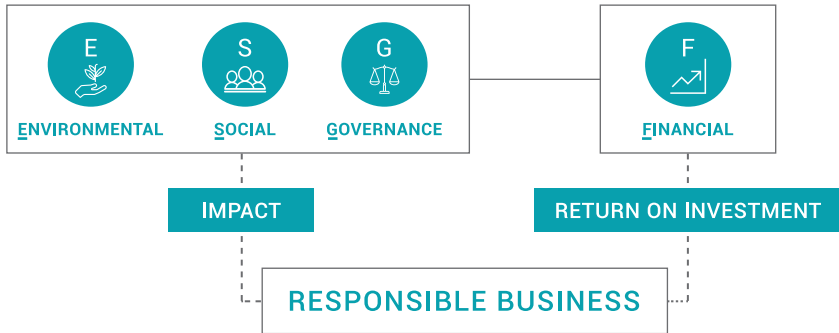 E S G F
ENVIRONMENTAL SOCIAL GOVERNANCE FINANCIAL
IMPACT RETURN ON INVESTMENT
RESPONSIBLE BUSINESS